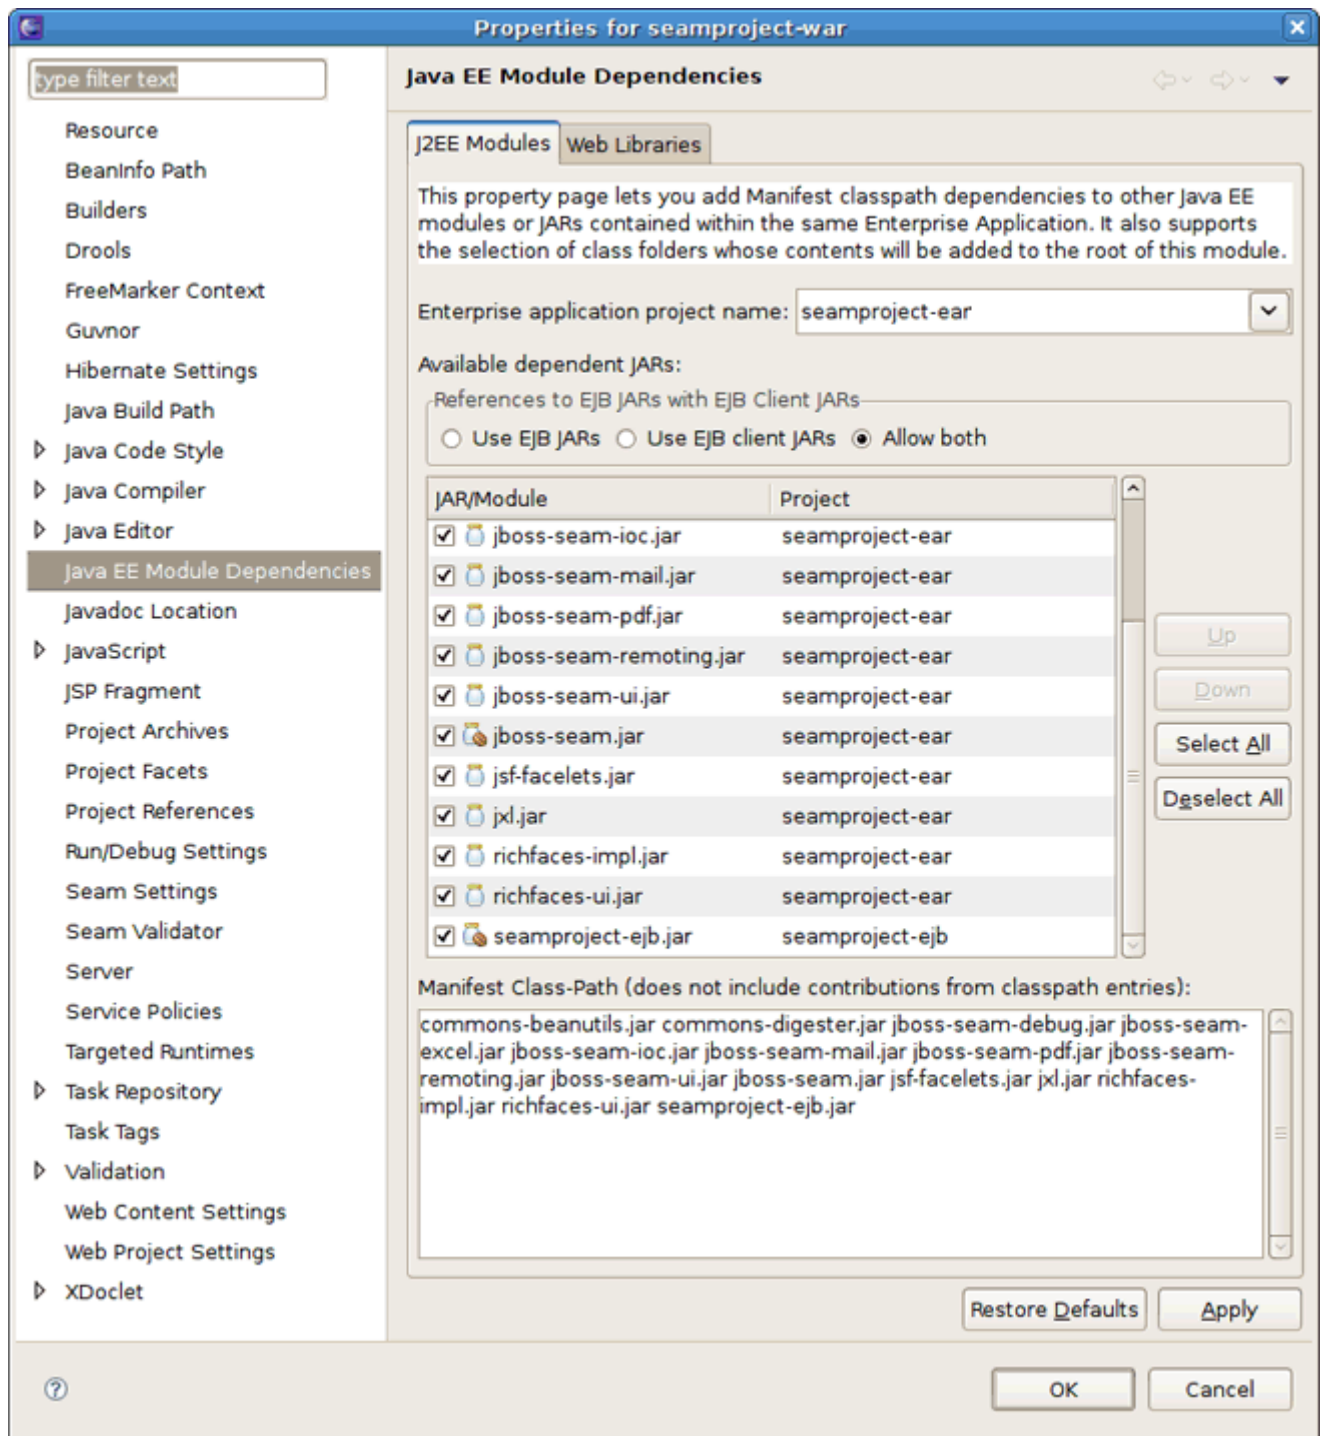 Properties for seamproject-war
type filter text
Resource
BeanInfo Path
Builders
Drools
FreeMarker Context
Guvnor
Hibernate Settings
Java Build Path
Java Code Style
Java Compiler
Java Editor
Java EE Module Dependencies
Javadoc Location
JavaScript
JSP Fragment
Project Archives
Project Facets
Project References
Run/Debug Settings
Seam Settings
Seam Validator
Server
Service Policies
Targeted Runtimes
Task Repository
Task Tags
Validation
Web Content Settings
Web Project Settings
XDoclet
Java EE Module Dependencies
J2EE Modules Web Libraries
This property page lets you add Manifest classpath dependencies to other Java EE
modules or JARs contained within the same Enterprise Application. It also supports
the selection of class folders whose contents will be added to the root of this module.
Enterprise application project name: seamproject-ear
Available dependent JARs:
References to EJB JARs with EJB Client JARs
Use EJB JARs Use EJB client JARs Allow both
JAR/Module Project
jboss-seam-ioc.jar seamproject-ear
jboss-seam-mail.jar seamproject-ear
jboss-seam-pdf.jar seamproject-ear
jboss-seam-remoting.jar seamproject-ear
jboss-seam-ui.jar seamproject-ear
jboss-seam.jar seamproject-ear
jsf-facelets.jar seamproject-ear
jxl.jar seamproject-ear
richfaces-impl.jar seamproject-ear
richfaces-ui.jar seamproject-ear
seamproject-ejb.jar seamproject-ejb
Up
Down
Select All
Deselect All
Manifest Class-Path (does not include contributions from classpath entries):
commons-beanutils.jar commons-digester.jar jboss-seam-debug.jar jboss-seam-
excel.jar jboss-seam-ioc.jar jboss-seam-mail.jar jboss-seam-pdf.jar jboss-seam-
remoting.jar jboss-seam-ui.jar jboss-seam.jar jsf-facelets.jar jxl.jar richfaces-
impl.jar richfaces-ui.jar seamproject-ejb.jar
Restore Defaults Apply
OK Cancel